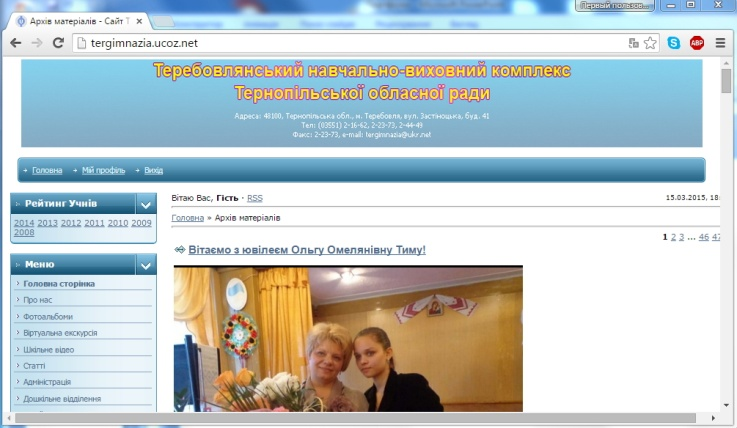 Первый пользов...
Архів матеріалів - Сайт Т
tergimnazia.ucoz.net
ABP
Теребовлянський навчально-виховний комплекс
Тернопільської обласної ради
Адреса: 48100, Тернопільська обл., м. Теребовля, вул. Застіноцька, буд. 41
Тел: (03551) 2-16-62, 2-23-73, 2-44-49
Факс: 2-23-73, e-mail: tergimnazia@ukr.net
Головна Мій профіль Вихід
Рейтинг Учнів
2014 2013 2012 2011 2010 2009
2008
Меню
Головна сторінка
Про нас
Фотоальбоми
Віртуальна екскурсія
Шкільне відео
Статті
Адміністрація
Дошкільне відділення
Вітаю Вас, Гість · RSS
15.03.2015, 18:
Головна » Архів матеріалів
1 2 3 ... 46 47
Вітаємо з ювілеєм Ольгу Омелянівну Тиму!